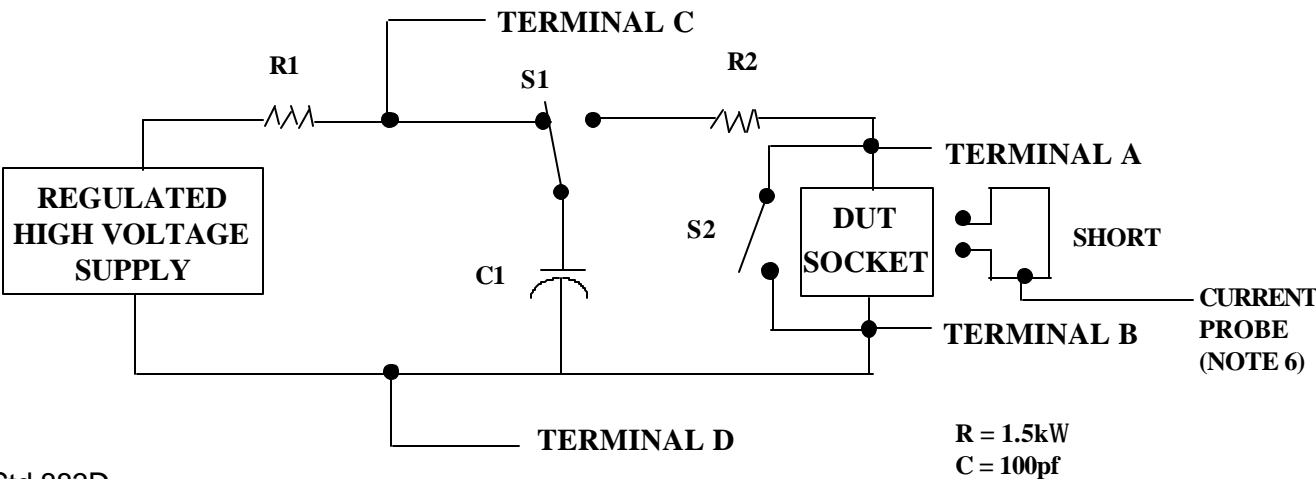 TERMINAL C
R1
S1
R2
TERMINAL A
REGULATED
HIGH VOLTAGE
SUPPLY
C1
S2
DUT
SOCKET
SHORT
TERMINAL B
CURRENT
PROBE
(NOTE 6)
TERMINAL D
R = 1.5kW
C = 100pf